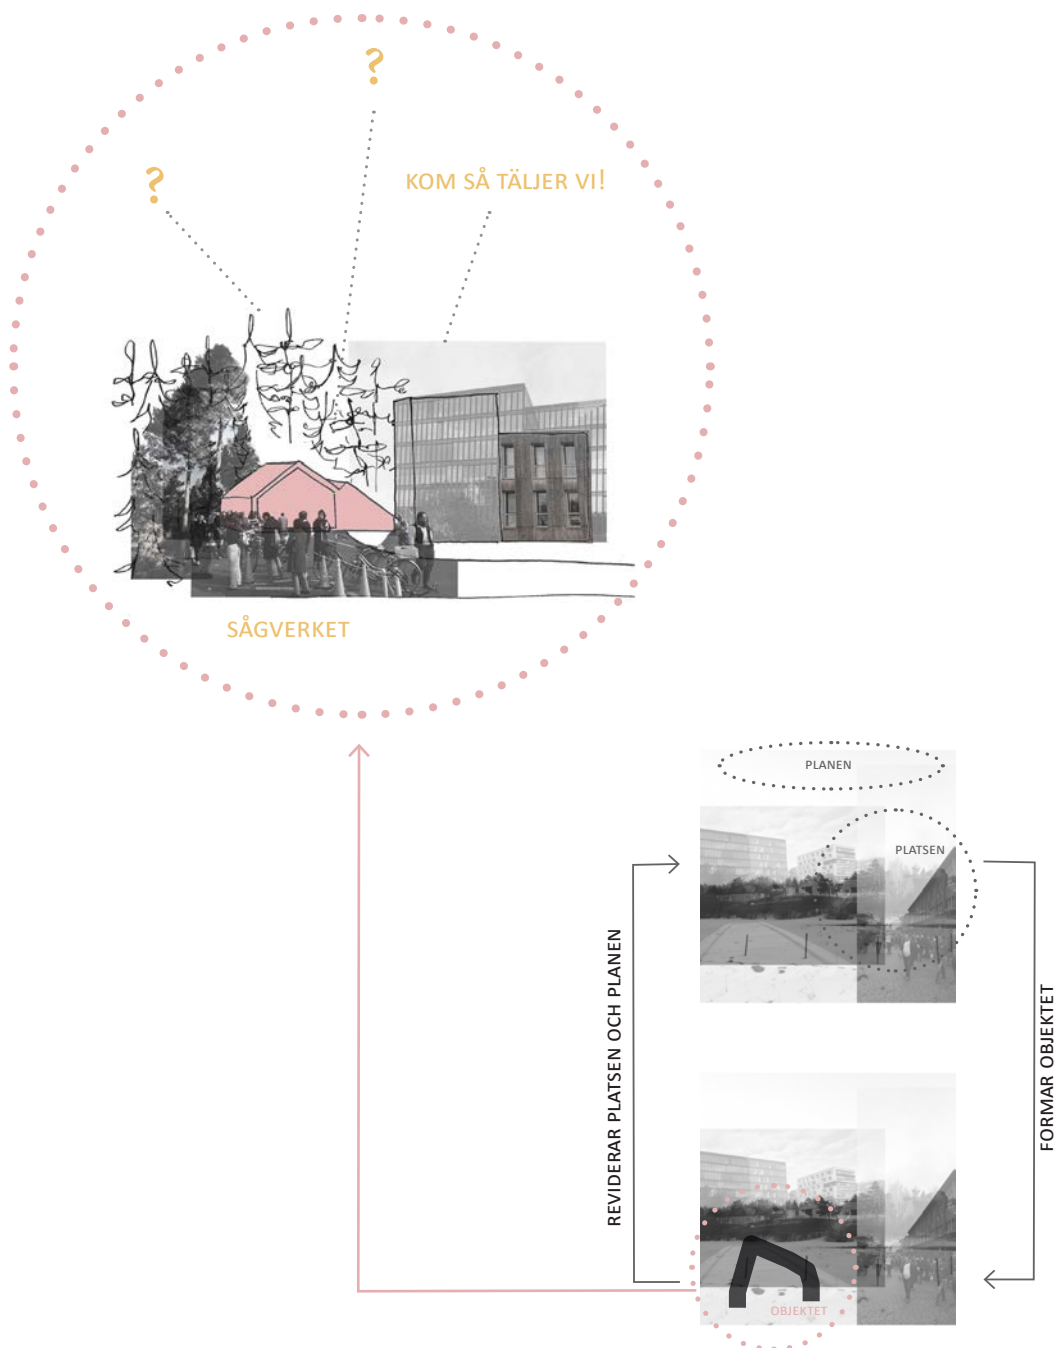 ?
?
KOM SÅ TÄLJER VI!
SÅGVERKET
PLANEN
PLATSEN
REVIDERAR PLATSEN OCH PLANEN
FORMAR OBJEKTET
OBJEKTET